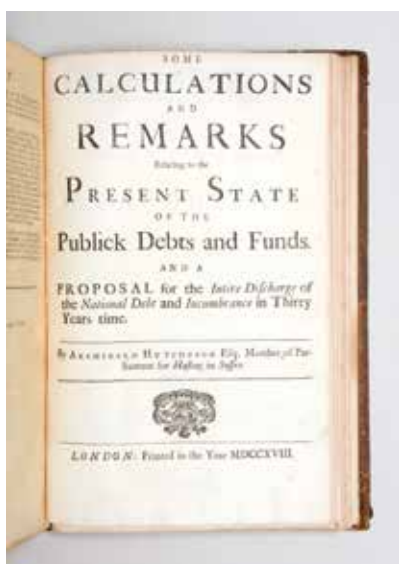 SOME
CALCULATIONS
AND
REMARKS
Relating to the
PRESENT STATE
OF THE
Publick Debts and Funds.
AND A
PROPOSAL for the Intire Discharge of
the National Debt and Incumbrance in Thirty
Years time.
By ARCHIBALD HUTCHESON Esq; Member of Par-
liament for Hastings in Sussex
LONDON: Printed in the Year MDCCXVIII.